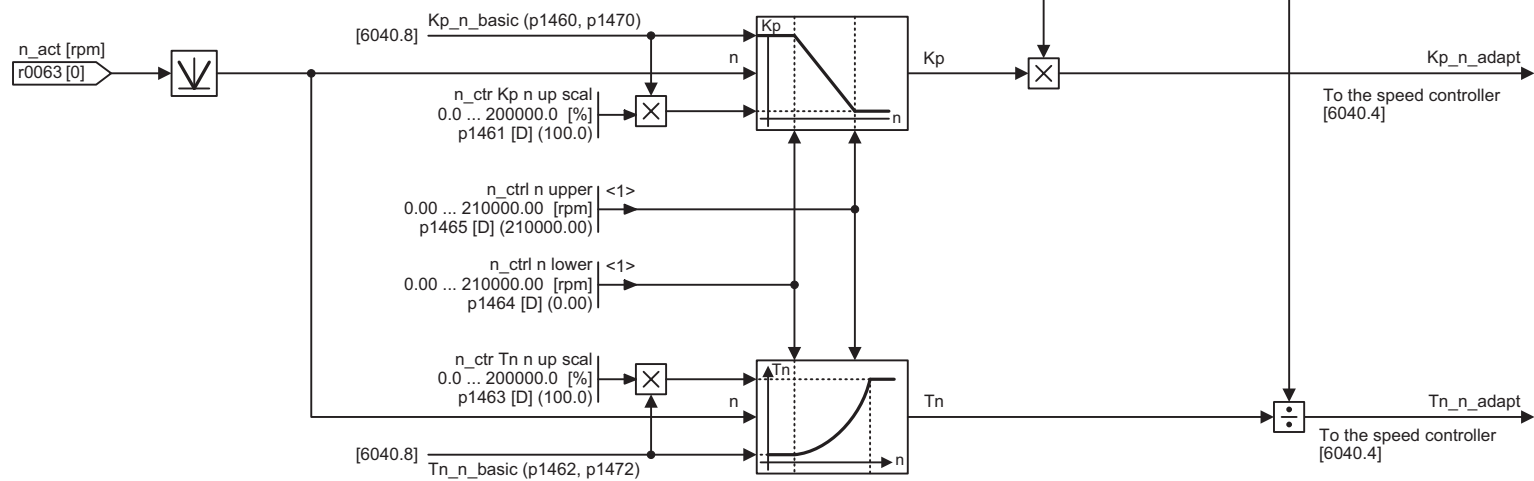 Kp_n_basic (p1460, p1470)
[6040.8]
n_act [rpm]
r0063 [0]
Kp
n
n
Kp
Kp_n_adapt
To the speed controller
[6040.4]
n_ctr Kp n up scal
0.0 ... 200000.0 [%]
p1461 [D] (100.0)
n_ctrl n upper
<1>
0.00 ... 210000.00 [rpm]
p1465 [D] (210000.00)
n_ctrl n lower
<1>
0.00 ... 210000.00 [rpm]
p1464 [D] (0.00)
n_ctr Tn n up scal
0.0 ... 200000.0 [%]
p1463 [D] (100.0)
Tn
n
n
Tn
Tn_n_adapt
To the speed controller
[6040.4]
[6040.8]
Tn_n_basic (p1462, p1472)